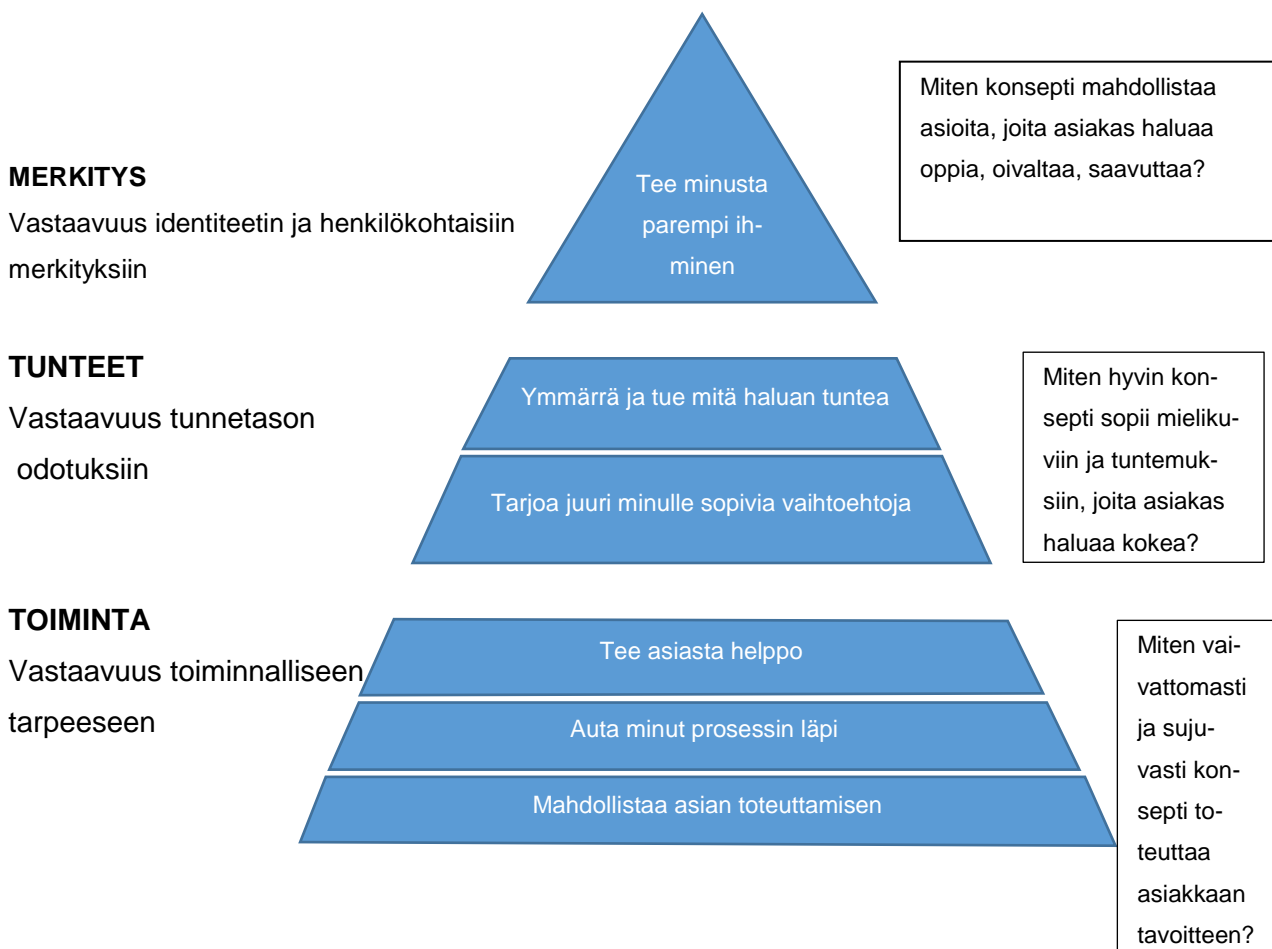 MERKITYS
Vastaavuus identiteetin ja henkilökohtaisiin
merkityksiin
Tee minusta
parempi ih-
minen
Miten konsepti mahdollistaa
asioita, joita asiakas haluaa
oppia, oivaltaa, saavuttaa?
TUNTEET
Vastaavuus tunnetason
odotuksiin
Ymmärrä ja tue mitä haluan tuntea
Tarjoa juuri minulle sopivia vaihtoehtoja
Miten hyvin kon-
septi sopii mieliku-
viin ja tuntemuk-
siin, joita asiakas
haluaa kokea?
TOIMINTA
Vastaavuus toiminnalliseen
tarpeeseen
Tee asiasta helppo
Auta minut prosessin läpi
Mahdollistaa asian toteuttamisen
Miten vai-
vattomasti
ja suju-
vasti kon-
septi to-
teuttaa
asiakkaan
tavoitteen?